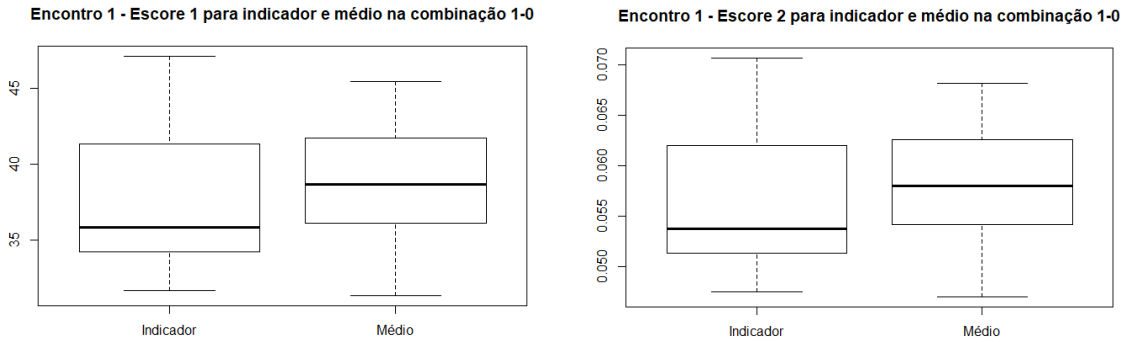 Encontro 1 - Escore 1 para indicador e médio na combinação 1-0
45
40
35
Indicador
Médio
Encontro 1 - Escore 2 para indicador e médio na combinação 1-0
0.070
0.065
0.060
0.055
0.050
Indicador
Médio